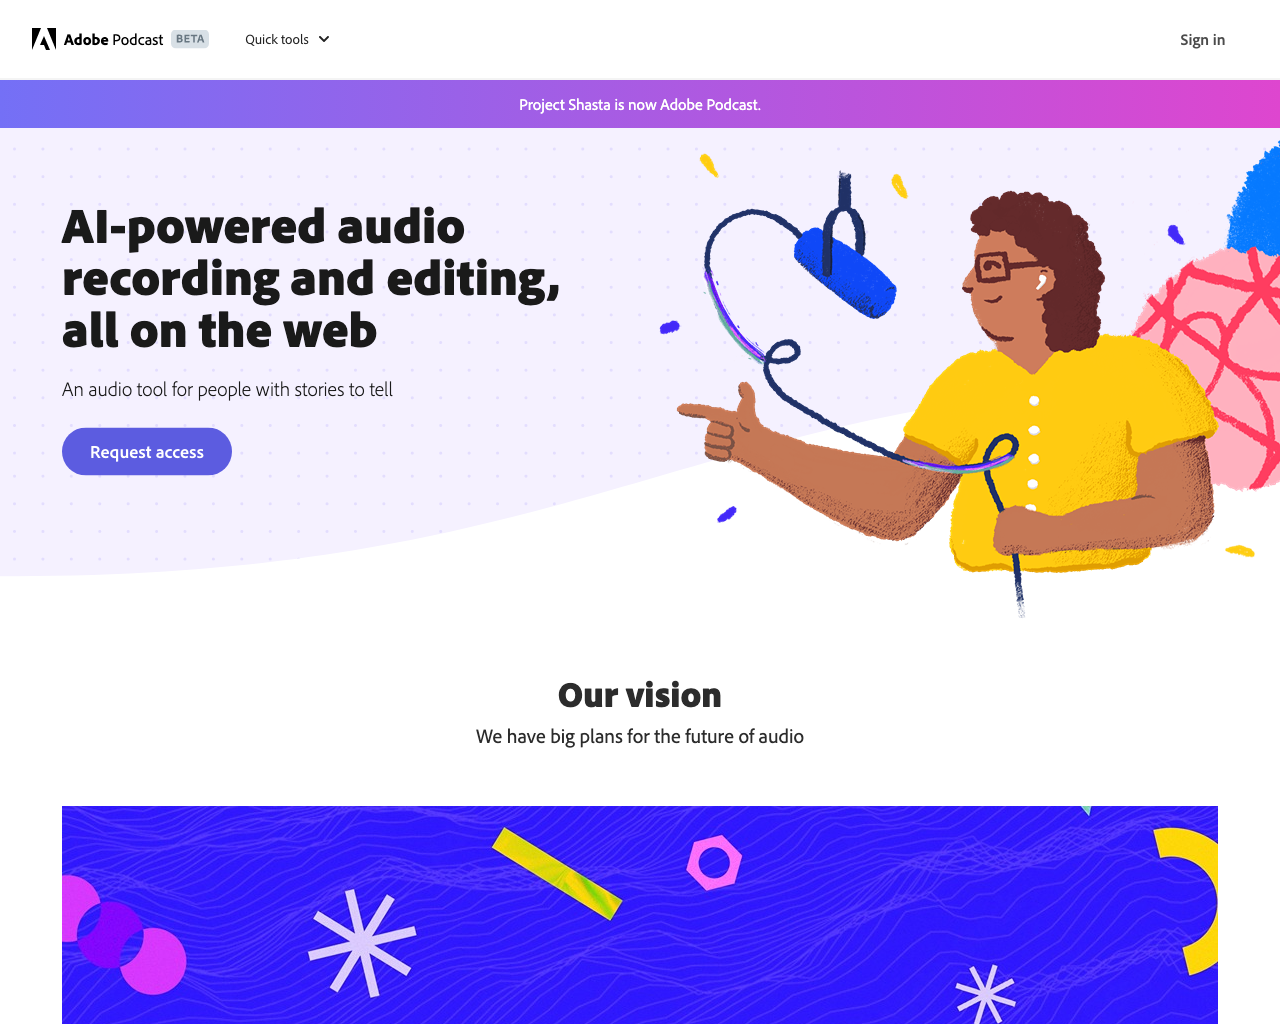 Adobe Podcast BETA Quick tools Sign in
Project Shasta is now Adobe Podcast.
AI-powered audio
recording and editing,
all on the web
An audio tool for people with stories to tell
Request access
Our vision
We have big plans for the future of audio